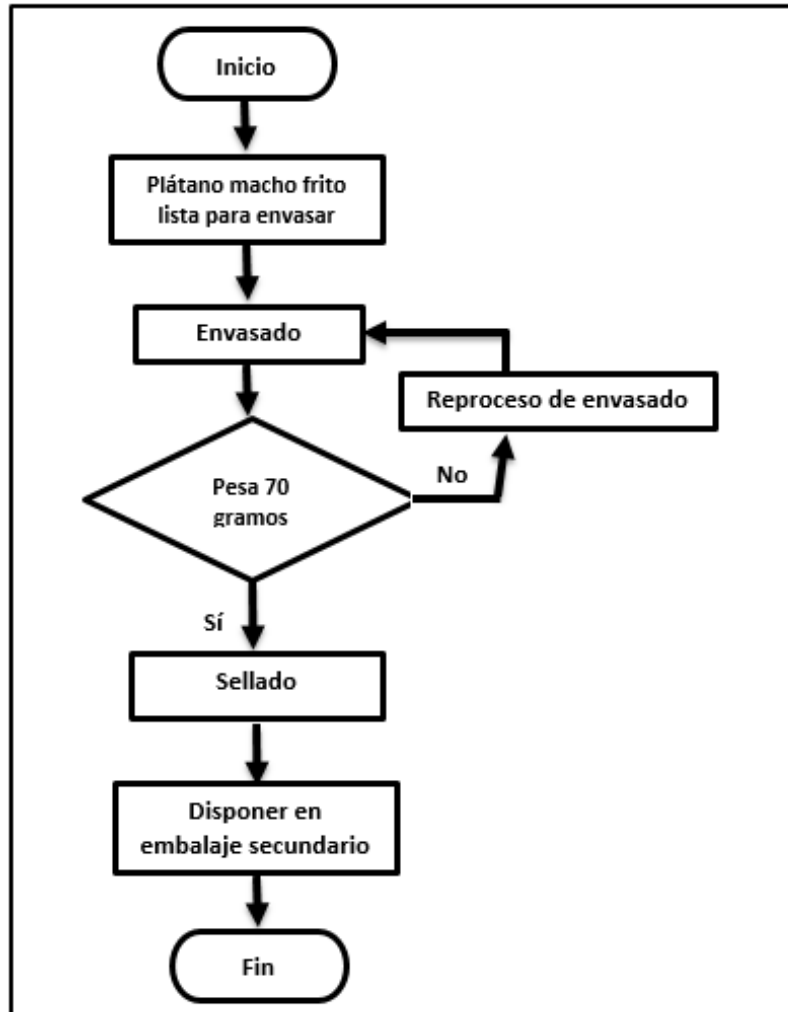 Inicio
Plátano macho frito
lista para envasar
Envasado
Reproceso de envasado
No
Pesa 70
gramos
Sí
Sellado
Disponer en
embalaje secundario
Fin